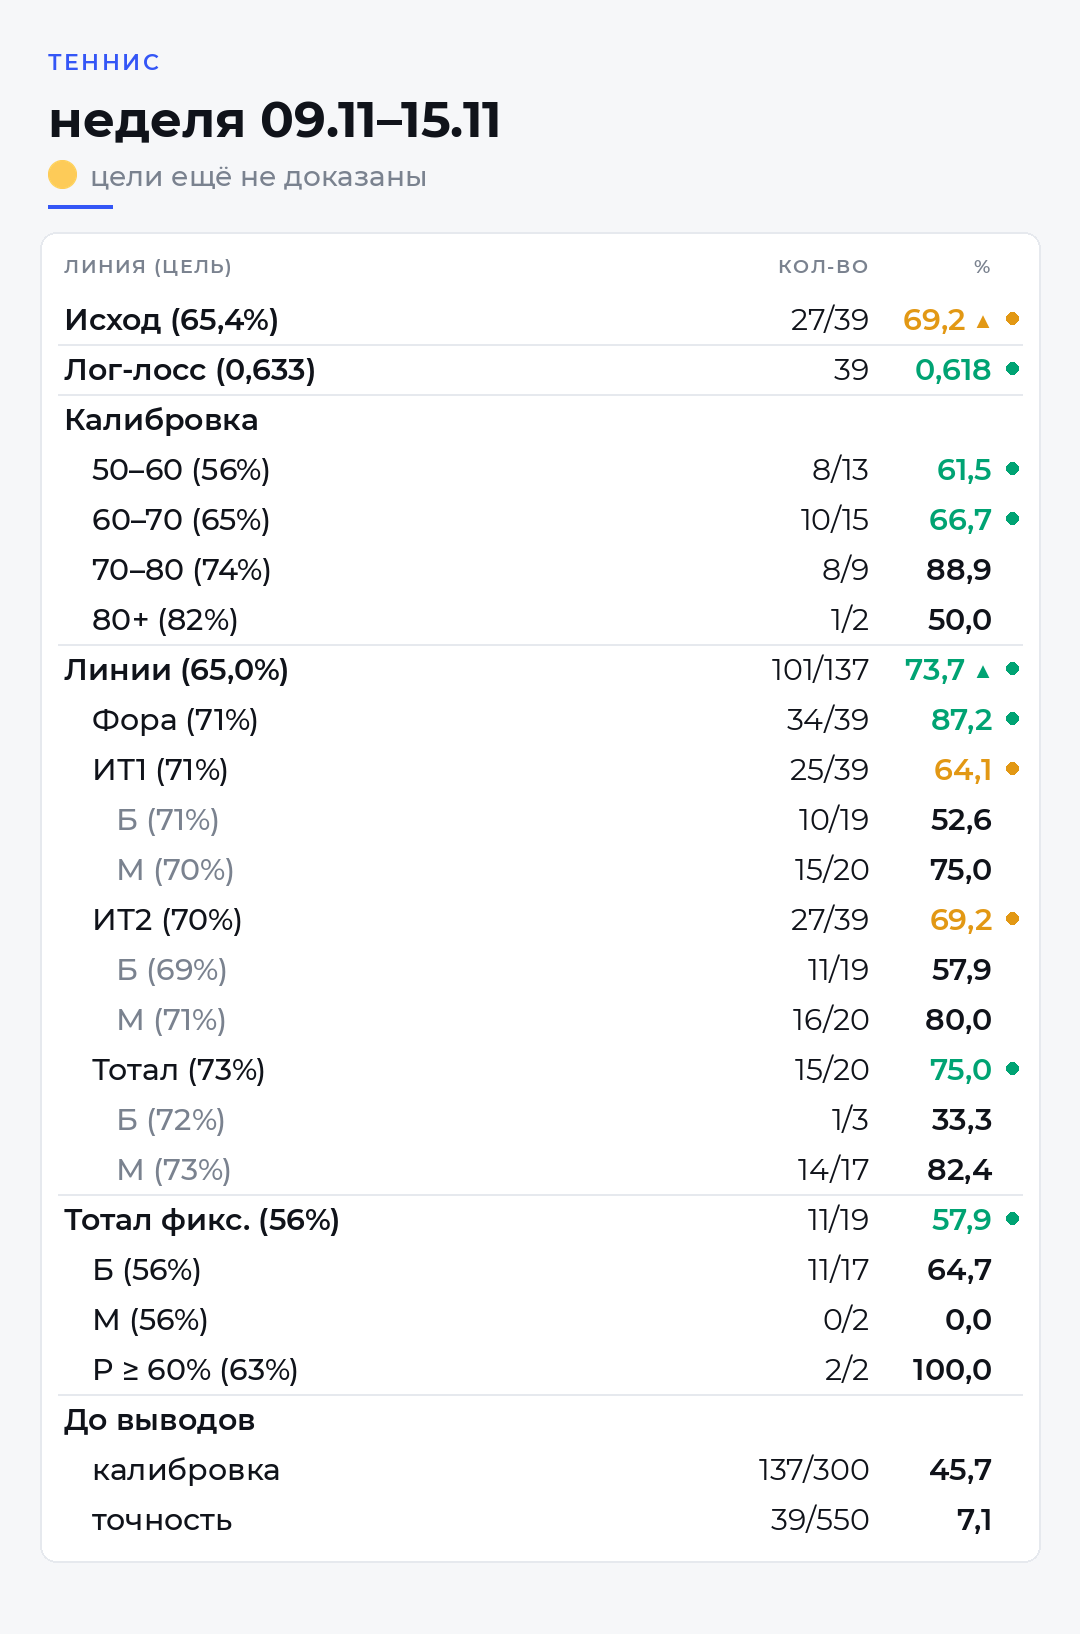 ТЕННИС
неделя 09.11–15.11
цели ещё не доказаны
ЛИНИЯ (ЦЕЛЬ) КОЛ-ВО %
Исход (65,4%) 27/39 69,2 ▲
Лог-лосс (0,633) 39 0,618
Калибровка
50–60 (56%) 8/13 61,5
60–70 (65%) 10/15 66,7
70–80 (74%) 8/9 88,9
80+ (82%) 1/2 50,0
Линии (65,0%) 101/137 73,7 ▲
Фора (71%) 34/39 87,2
ИТ1 (71%) 25/39 64,1
Б (71%) 10/19 52,6
М (70%) 15/20 75,0
ИТ2 (70%) 27/39 69,2
Б (69%) 11/19 57,9
М (71%) 16/20 80,0
Тотал (73%) 15/20 75,0
Б (72%) 1/3 33,3
М (73%) 14/17 82,4
Тотал фикс. (56%) 11/19 57,9
Б (56%) 11/17 64,7
М (56%) 0/2 0,0
P ≥ 60% (63%) 2/2 100,0
До выводов
калибровка 137/300 45,7
точность 39/550 7,1